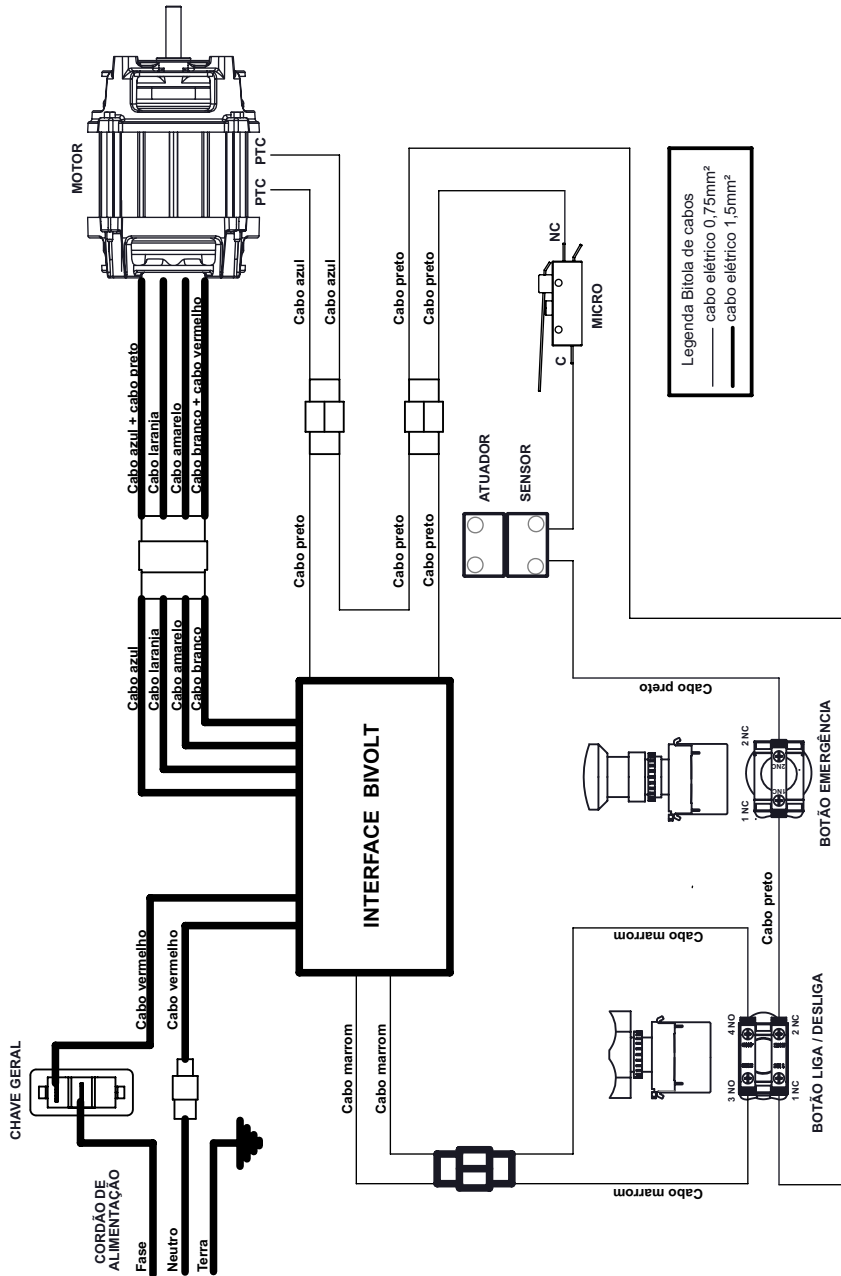 MOTOR
PTC
PTC
Cabo azul + cabo preto
Cabo laranja
Cabo amarelo
Cabo branco + cabo vermelho
Cabo azul
Cabo laranja
Cabo amarelo
Cabo branco
Cabo azul
Cabo azul
Cabo preto
Cabo preto
Cabo preto
Cabo preto
Cabo preto
NC
C
MICRO
ATUADOR
SENSOR
Legenda Bitola de cabos
cabo elétrico 0,75mm²
cabo elétrico 1,5mm²
INTERFACE BIVOLT
CHAVE GERAL
Cabo vermelho
Cabo vermelho
CORDÃO DE
ALIMENTAÇÃO
Fase
Neutro
Terra
Cabo marrom
Cabo marrom
Cabo marrom
Cabo marrom
Cabo preto
Cabo preto
1 NC
2 NC
1NC
2NC
BOTÃO EMERGÊNCIA
3 NO
4 NO
1 NC
2 NC
BOTÃO LIGA / DESLIGA